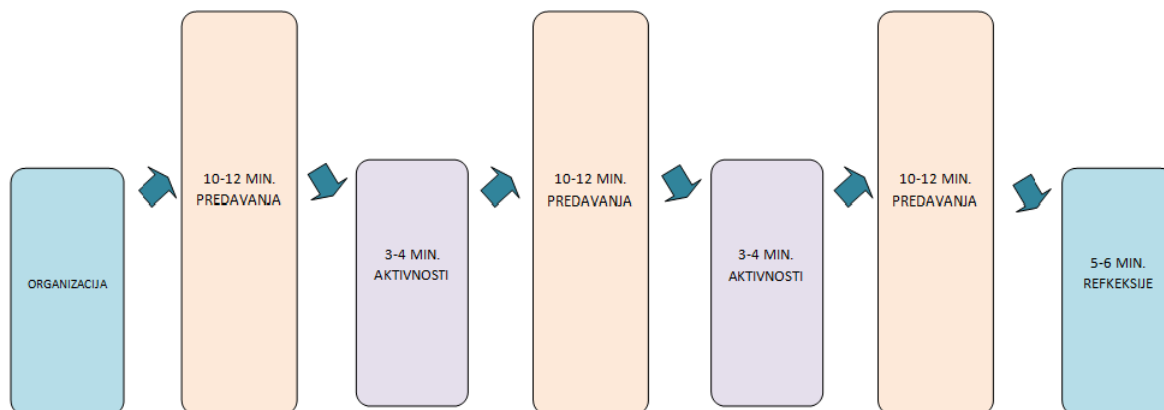 ORGANIZACIJA
10-12 MIN.
PREDAVANJA
3-4 MIN.
AKTIVNOSTI
10-12 MIN.
PREDAVANJA
3-4 MIN.
AKTIVNOSTI
10-12 MIN.
PREDAVANJA
5-6 MIN.
REFKEKSIJE